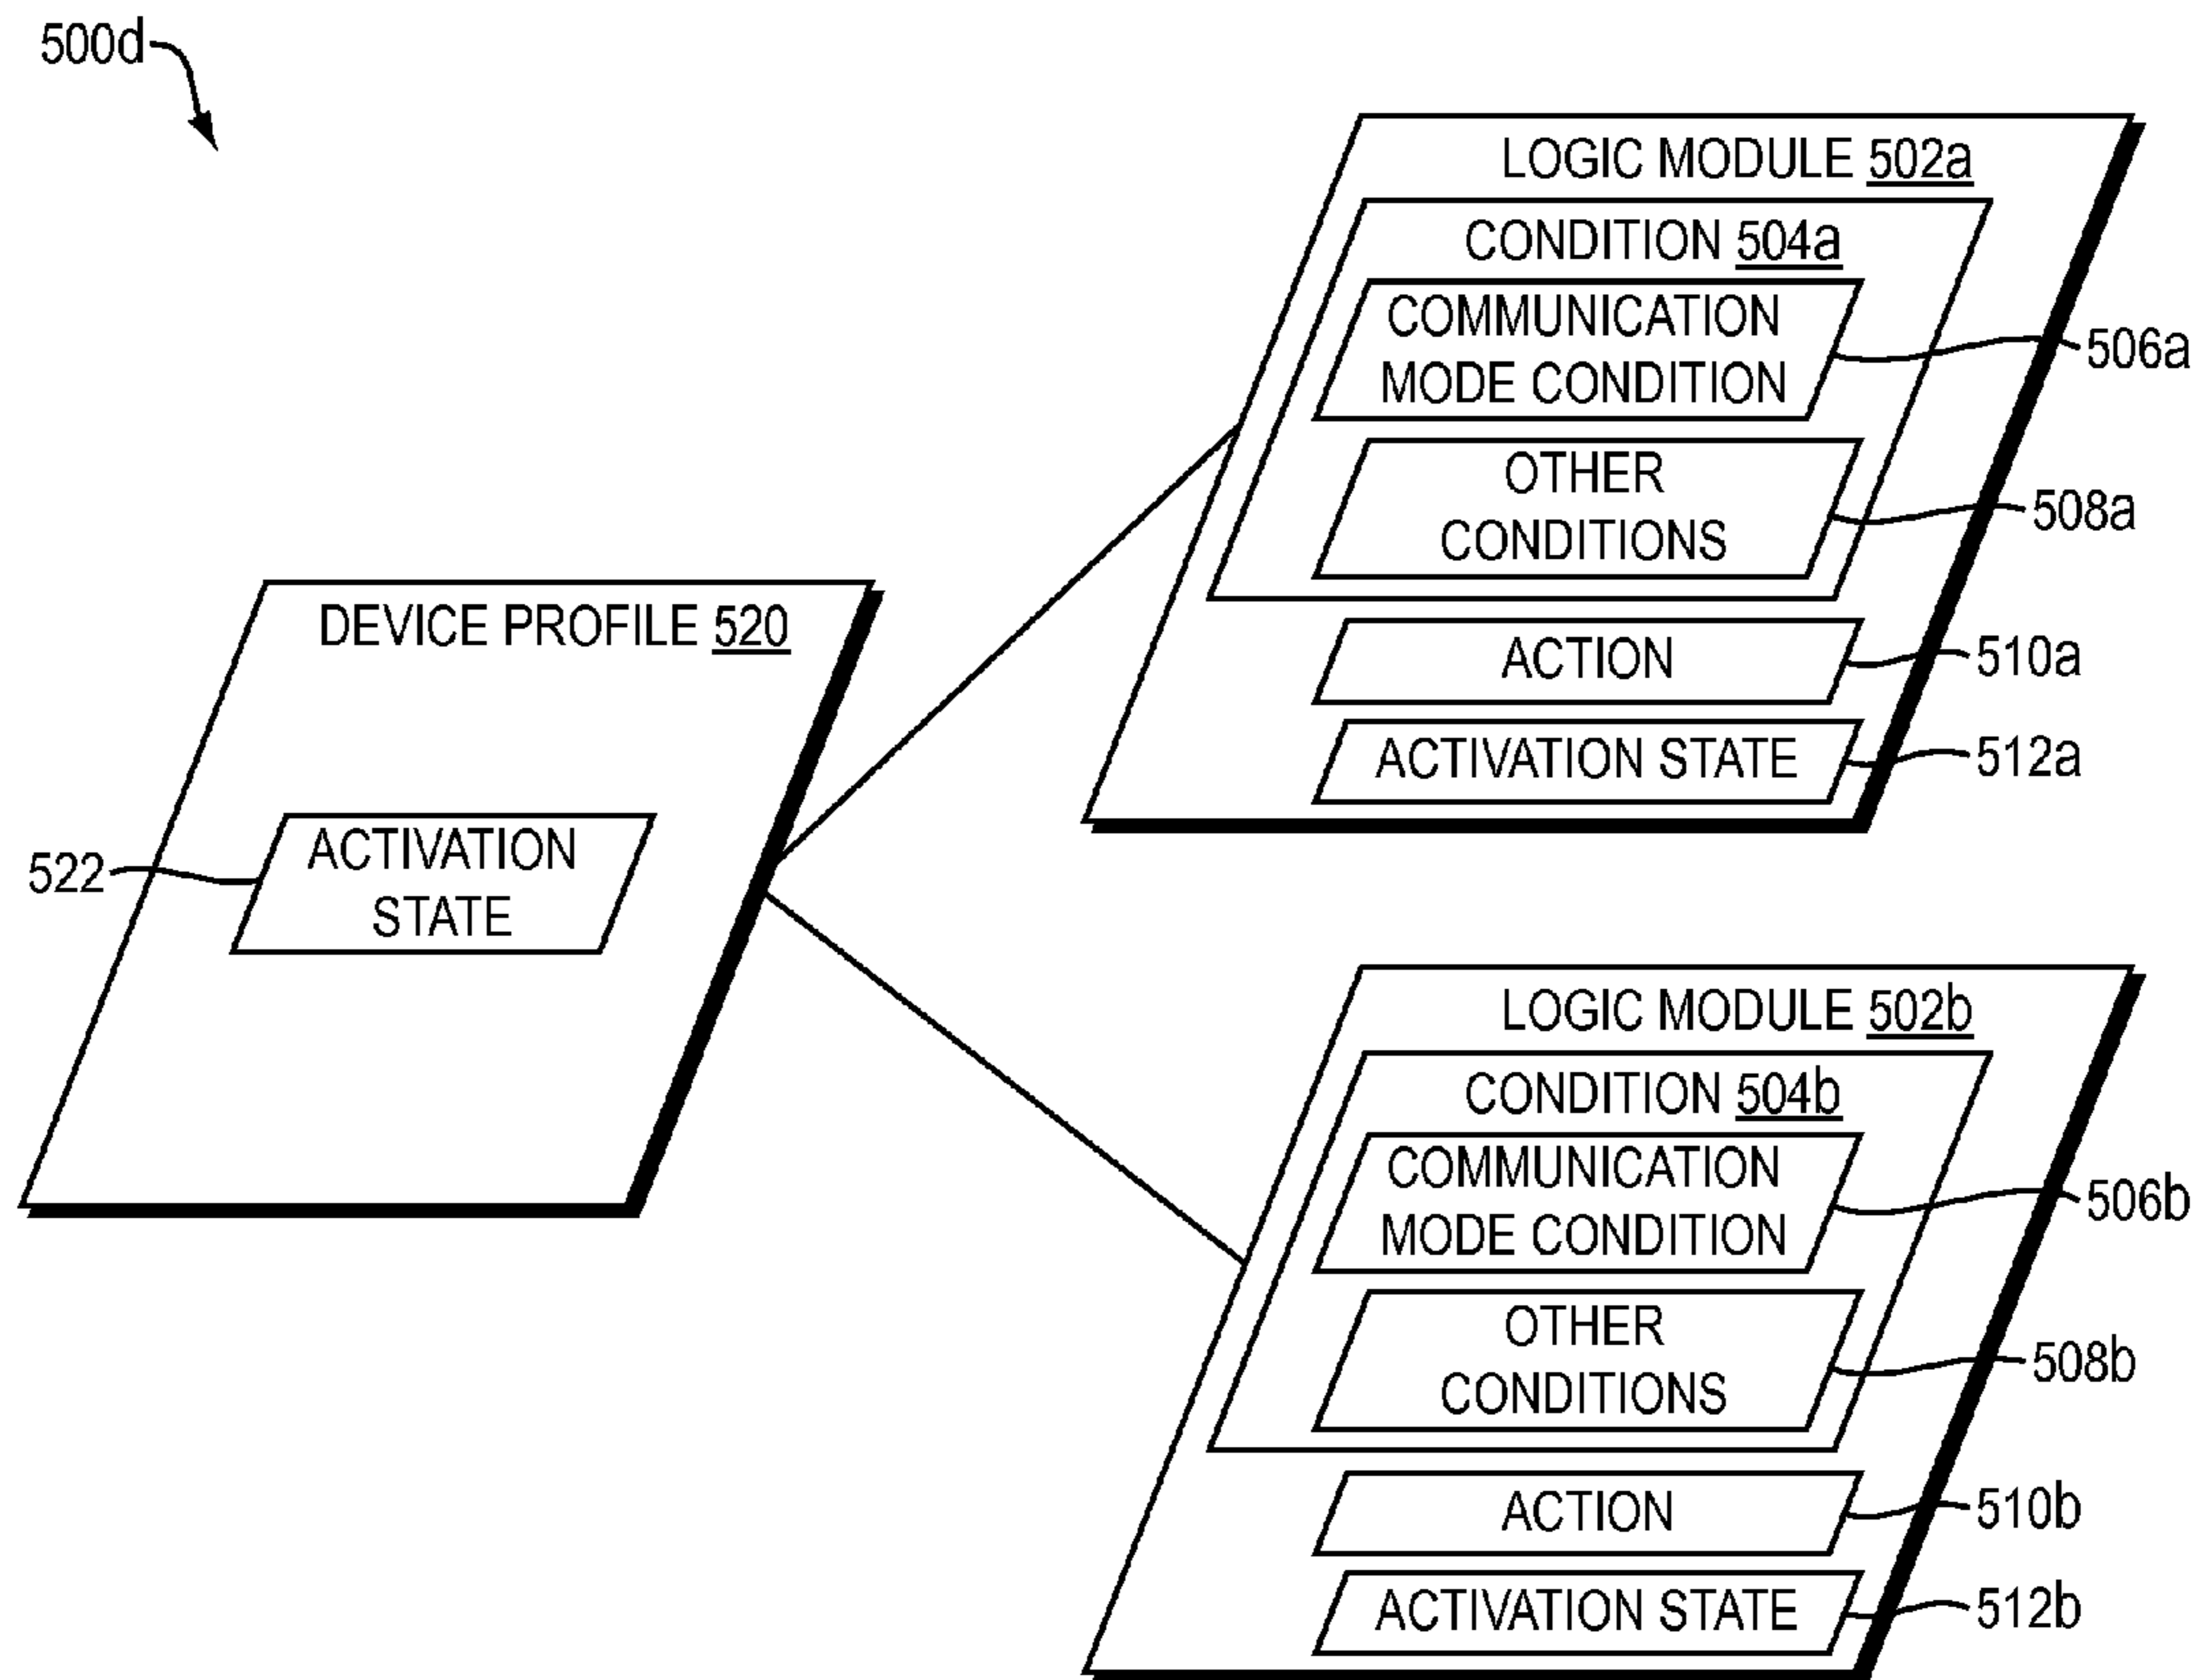 500d
LOGIC MODULE 502a
CONDITION 504a
COMMUNICATION
MODE CONDITION
506a
OTHER
CONDITIONS
508a
ACTION
510a
ACTIVATION STATE
512a
DEVICE PROFILE 520
ACTIVATION
STATE
522
LOGIC MODULE 502b
CONDITION 504b
COMMUNICATION
MODE CONDITION
506b
OTHER
CONDITIONS
508b
ACTION
510b
ACTIVATION STATE
512b